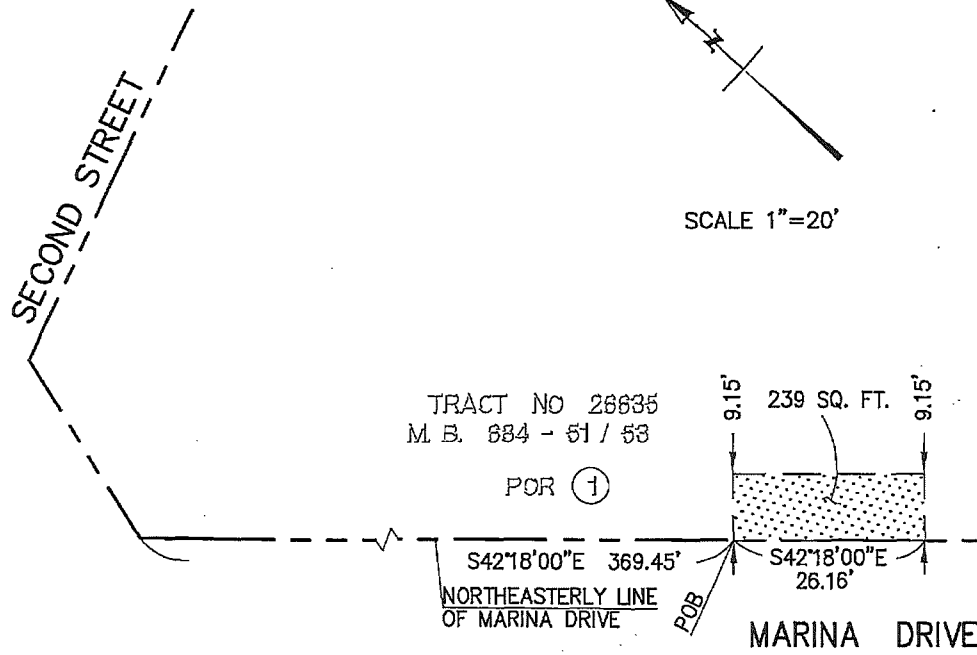 N
SECOND STREET
SCALE 1"=20'
9.15'
239 SQ. FT.
9.15'
TRACT NO 26635
M. B. 684 - 51 / 53
POR 1
S42°18'00"E 369.45'
S42°18'00"E
26.16'
NORTHEASTERLY LINE
OF MARINA DRIVE
POB
MARINA DRIVE